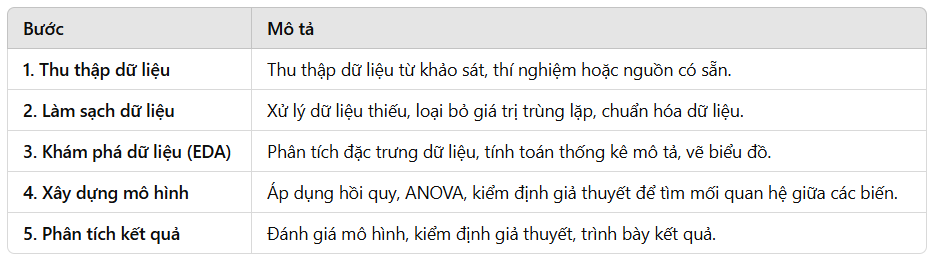 Bước Mô tả
1. Thu thập dữ liệu Thu thập dữ liệu từ khảo sát, thí nghiệm hoặc nguồn có sẵn.
2. Làm sạch dữ liệu Xử lý dữ liệu thiếu, loại bỏ giá trị trùng lặp, chuẩn hóa dữ liệu.
3. Khám phá dữ liệu (EDA) Phân tích đặc trưng dữ liệu, tính toán thống kê mô tả, vẽ biểu đồ.
4. Xây dựng mô hình Áp dụng hồi quy, ANOVA, kiểm định giả thuyết để tìm mối quan hệ giữa các biến.
5. Phân tích kết quả Đánh giá mô hình, kiểm định giả thuyết, trình bày kết quả.